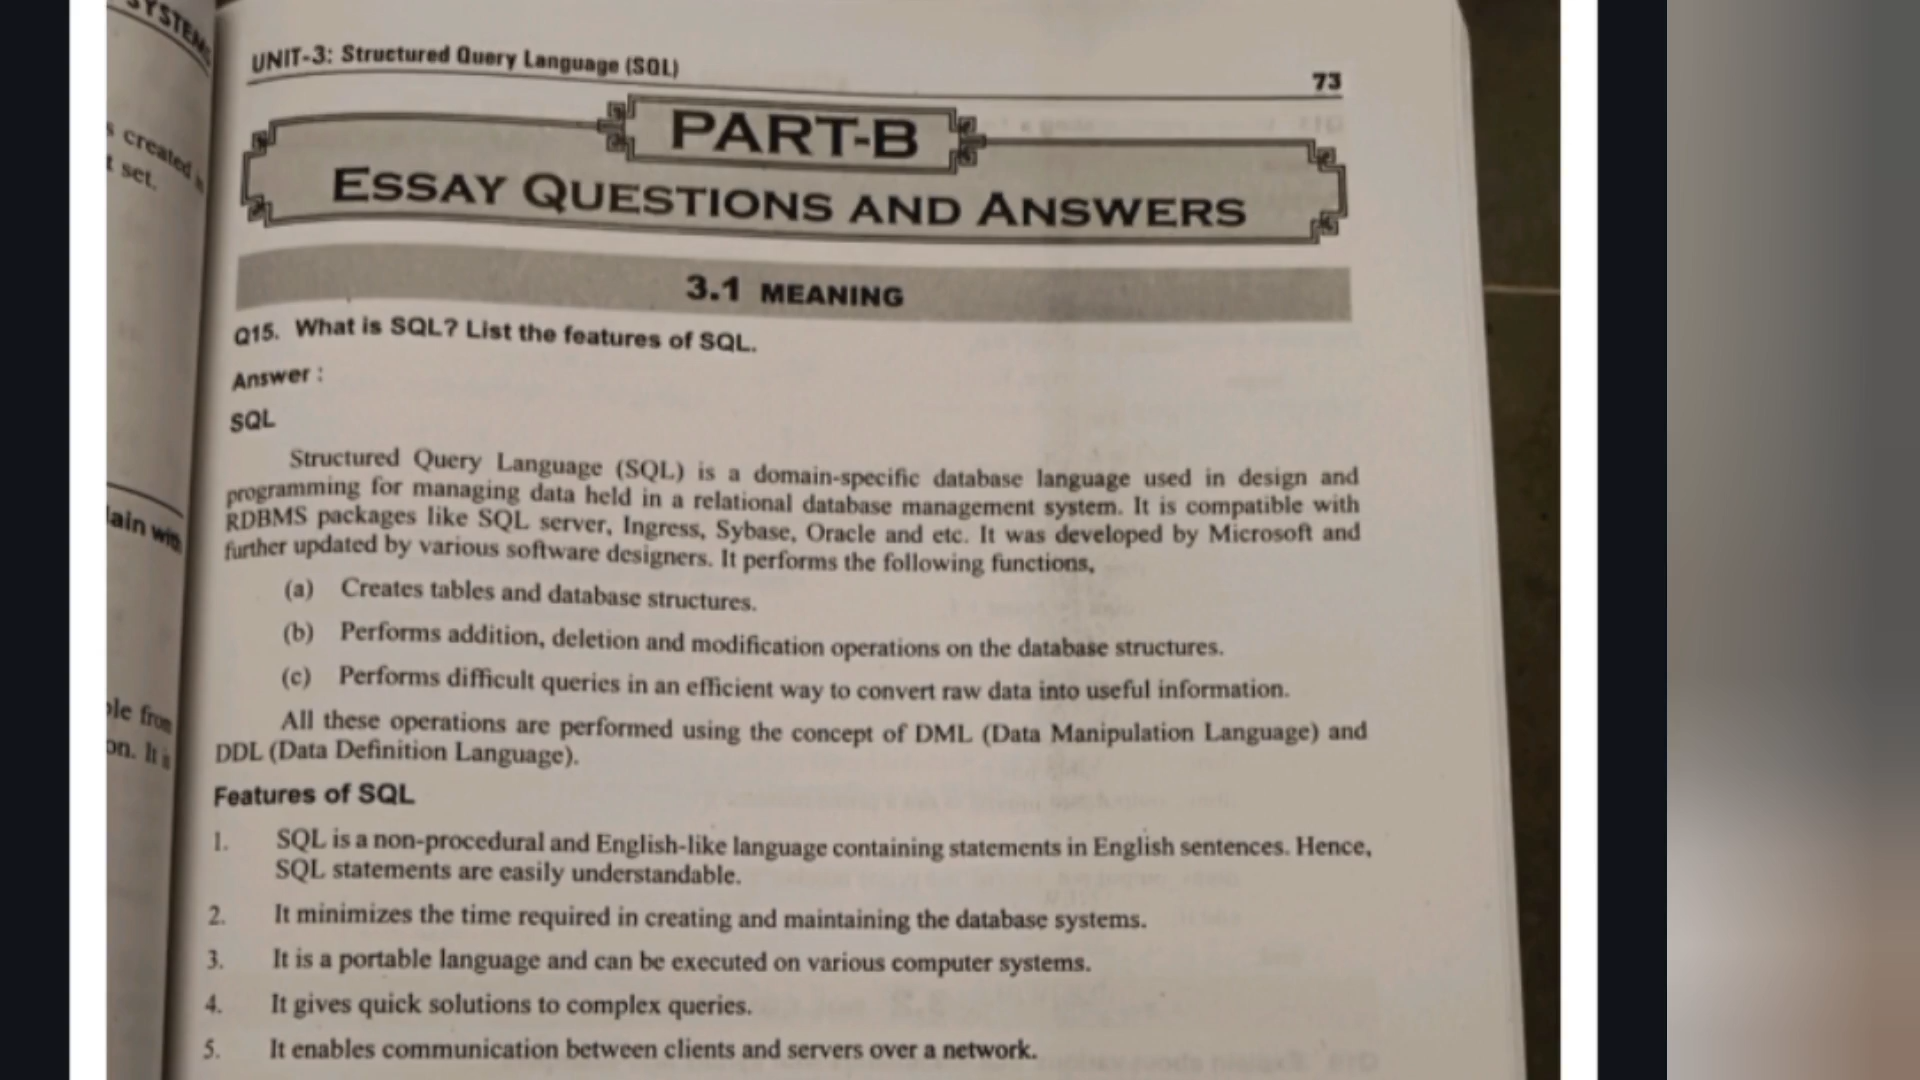 SYSTEMS
s created
t set.
lain with
ple from
on. It is
UNIT-3: Structured Query Language (SQL)
73
PART-B
ESSAY QUESTIONS AND ANSWERS
3.1 MEANING
Q15. What is SQL? List the features of SQL.
Answer :
SQL
Structured Query Language (SQL) is a domain-specific database language used in design and
programming for managing data held in a relational database management system. It is compatible with
RDBMS packages like SQL server, Ingress, Sybase, Oracle and etc. It was developed by Microsoft and
further updated by various software designers. It performs the following functions,
(a) Creates tables and database structures.
(b) Performs addition, deletion and modification operations on the database structures.
(c) Performs difficult queries in an efficient way to convert raw data into useful information.
All these operations are performed using the concept of DML (Data Manipulation Language) and
DDL (Data Definition Language).
Features of SQL
1. SQL is a non-procedural and English-like language containing statements in English sentences. Hence,
SQL statements are easily understandable.
2. It minimizes the time required in creating and maintaining the database systems.
3. It is a portable language and can be executed on various computer systems.
4. It gives quick solutions to complex queries.
5. It enables communication between clients and servers over a network.